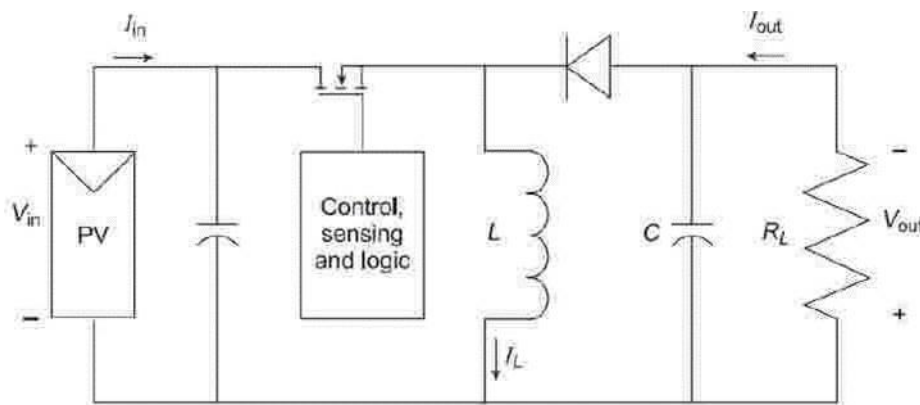 I_in
I_out
+
V_in
PV
−
Control,
sensing
and logic
L
I_L
C
R_L
−
V_out
+